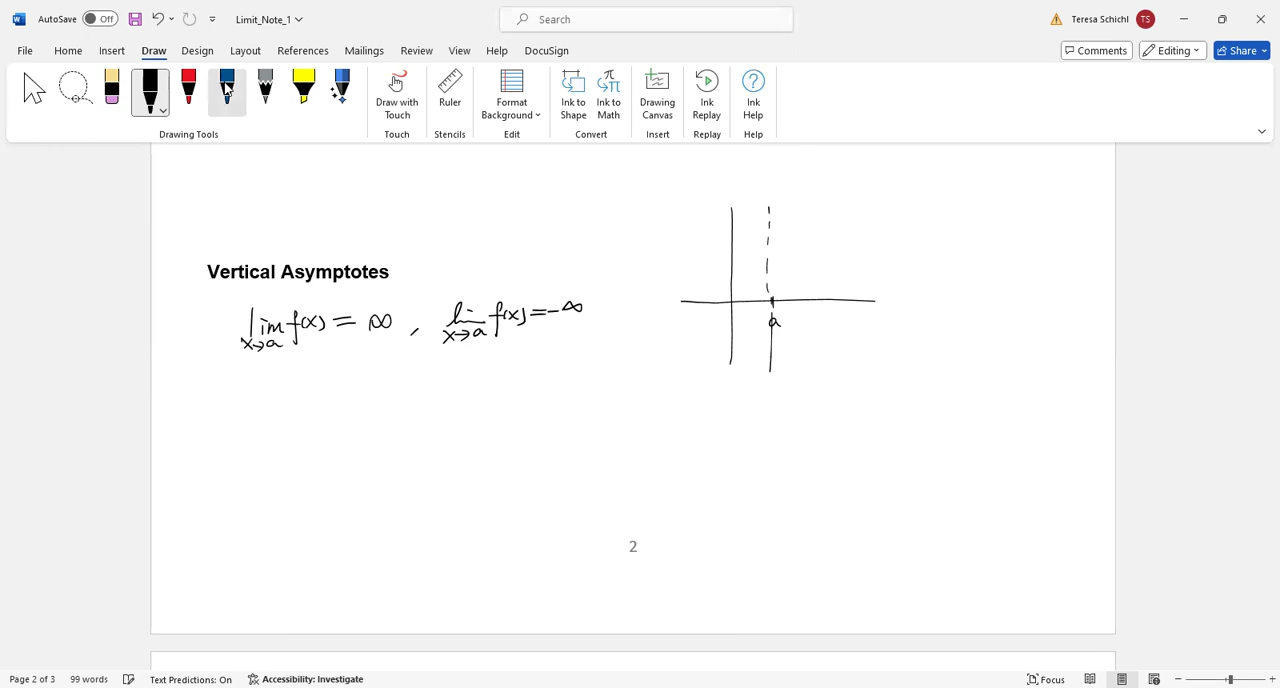 AutoSave Off Limit_Note_1 Search Teresa Schichl TS
File Home Insert Draw Design Layout References Mailings Review View Help DocuSign Comments Editing Share
Draw with Touch Ruler Format Background Ink to Shape Ink to Math Drawing Canvas Ink Replay Ink Help
Drawing Tools Touch Stencils Edit Convert Insert Replay Help
Vertical Asymptotes
lim x→a f(x) = ∞ , lim x→a f(x) = -∞
a
2
Page 2 of 3 99 words Text Predictions: On Accessibility: Investigate Focus